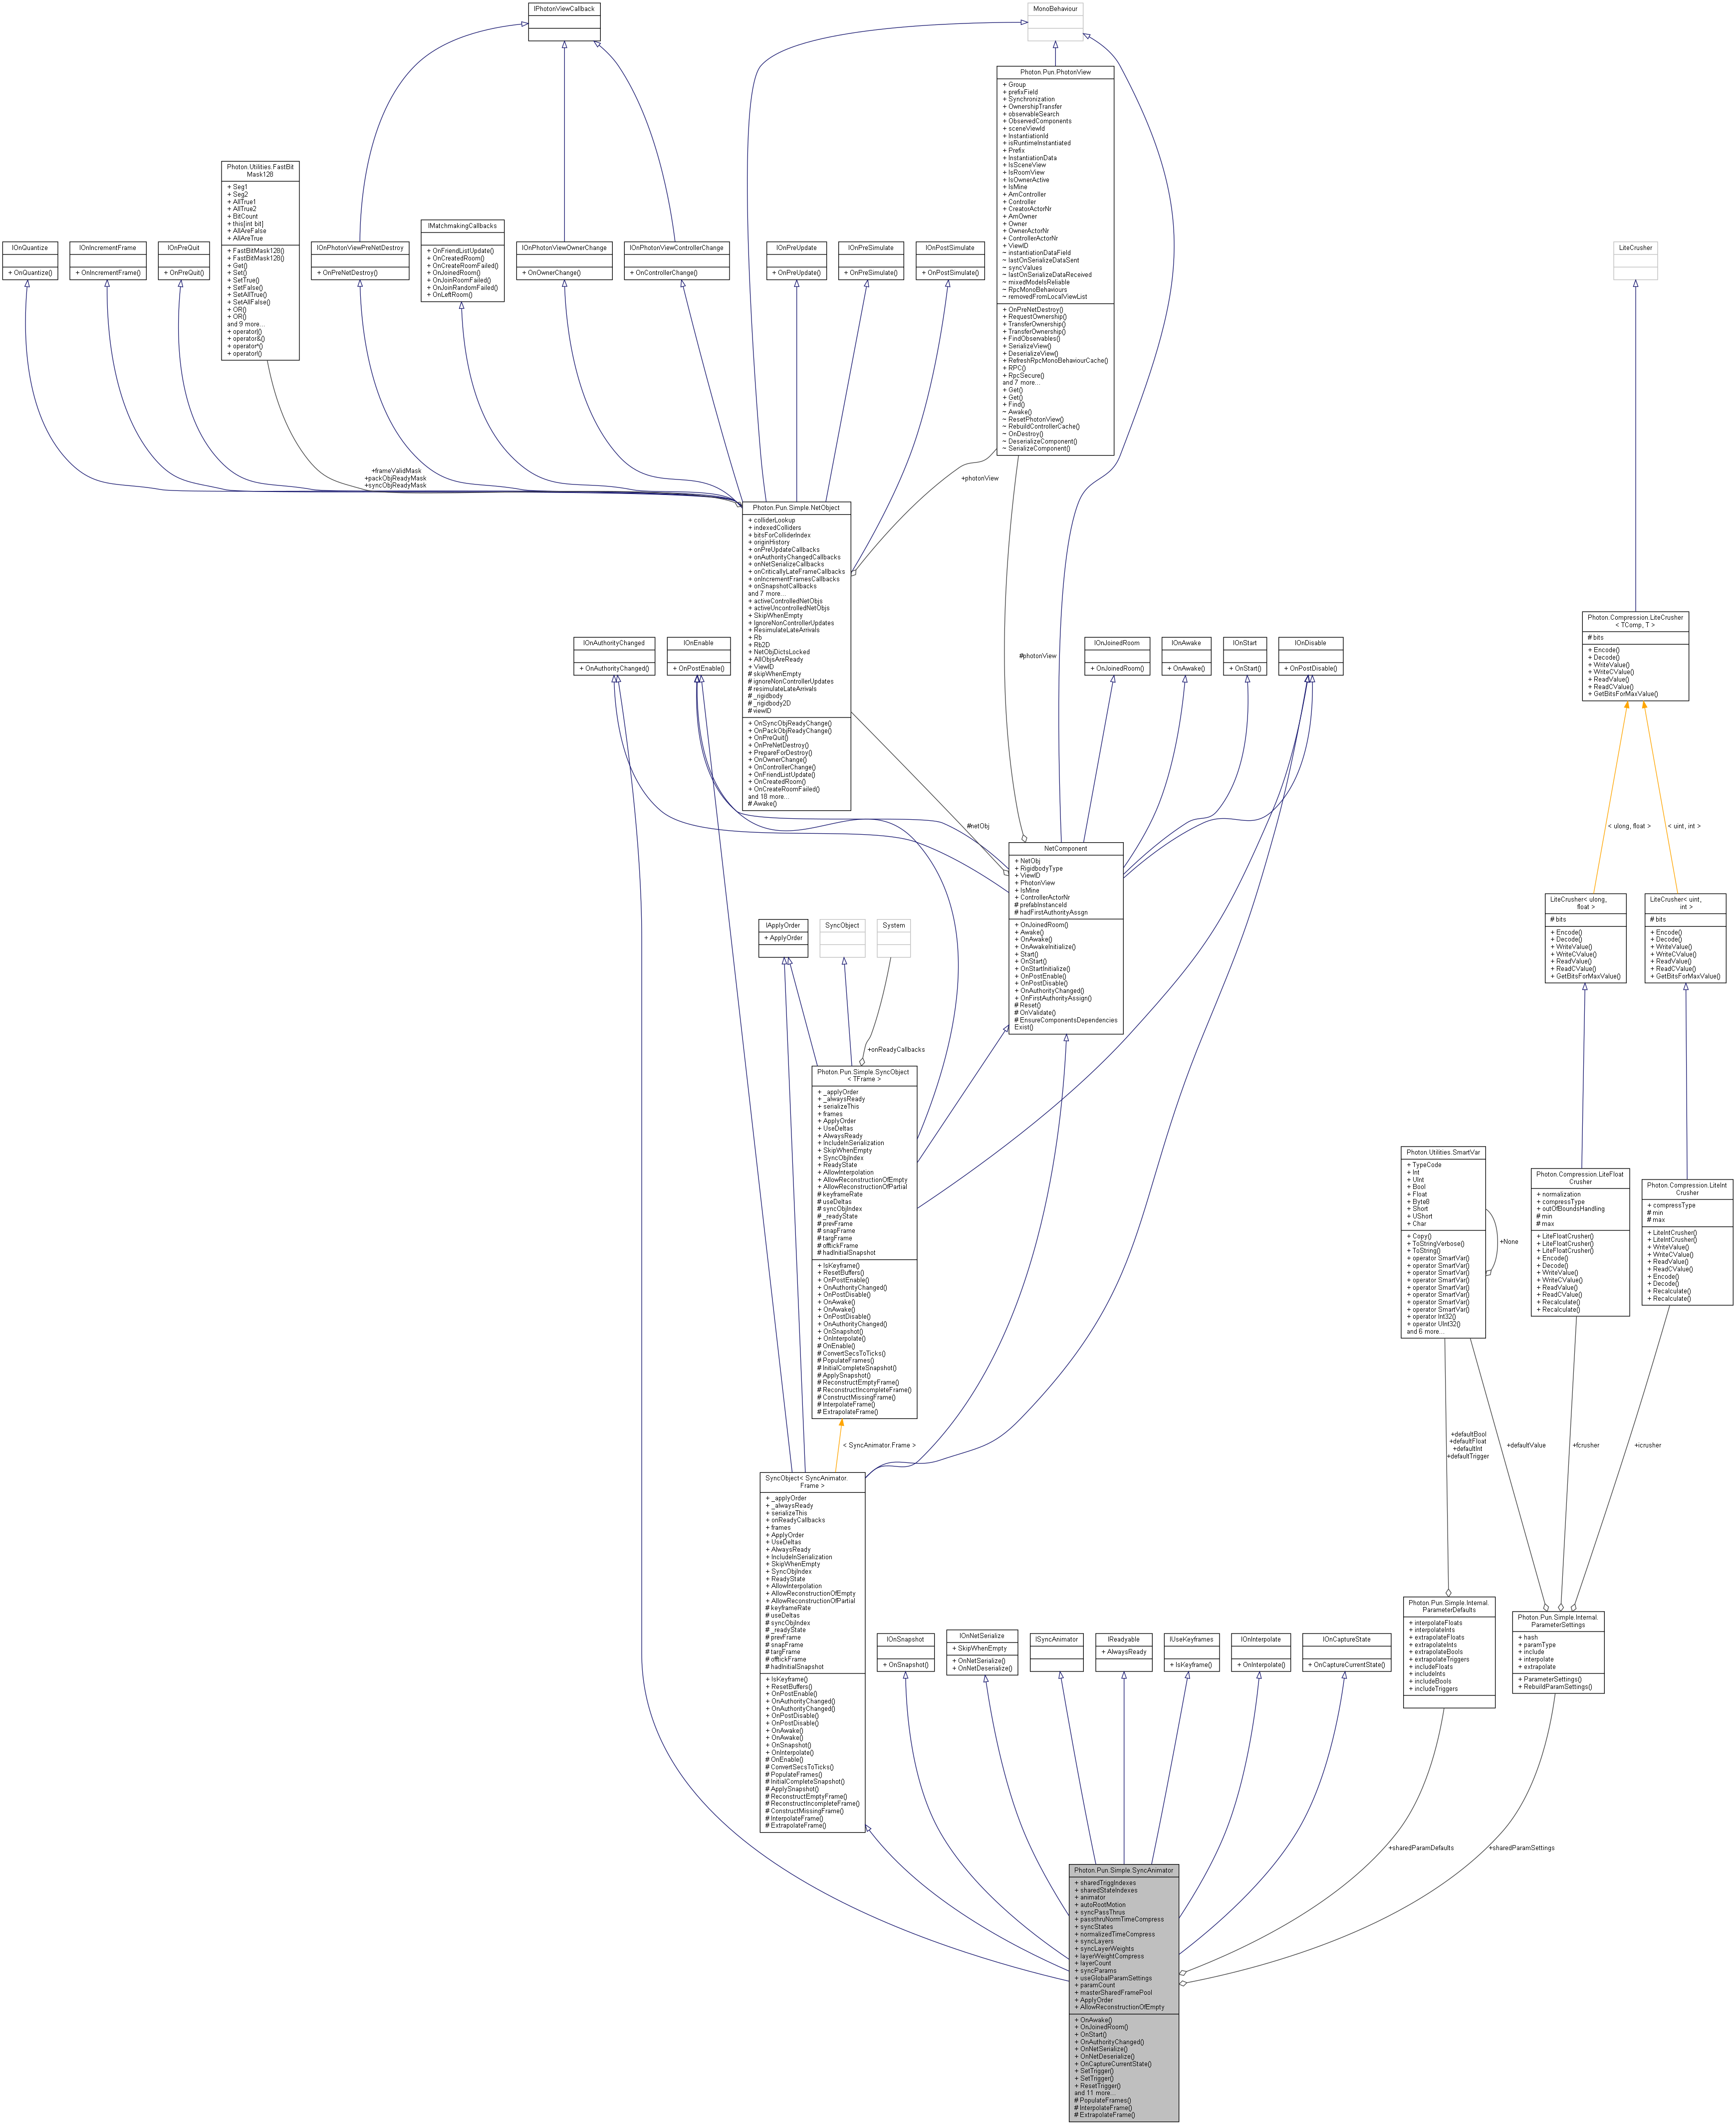 IPhotonViewCallback
MonoBehaviour
Photon.Pun.PhotonView
+ Group
+ prefixField
+ Synchronization
+ OwnershipTransfer
+ observableSearch
+ ObservedComponents
+ sceneViewId
+ InstantiationId
+ isRuntimeInstantiated
+ Prefix
+ InstantiationData
+ IsSceneView
+ IsRoomView
+ IsOwnerActive
+ IsMine
+ AmController
+ Controller
+ CreatorActorNr
+ AmOwner
+ Owner
+ OwnerActorNr
+ ControllerActorNr
+ ViewID
~ instantiationDataField
~ lastOnSerializeDataSent
~ syncValues
~ lastOnSerializeDataReceived
~ mixedModeIsReliable
~ RpcMonoBehaviours
~ removedFromLocalViewList
+ OnPreNetDestroy()
+ RequestOwnership()
+ TransferOwnership()
+ TransferOwnership()
+ FindObservables()
+ SerializeView()
+ DeserializeView()
+ RefreshRpcMonoBehaviourCache()
+ RPC()
+ RpcSecure()
and 7 more...
+ Get()
+ Get()
+ Find()
~ Awake()
~ ResetPhotonView()
~ RebuildControllerCache()
~ OnDestroy()
~ DeserializeComponent()
~ SerializeComponent()
Photon.Utilities.FastBit
Mask128
+ Seg1
+ Seg2
+ AllTrue1
+ AllTrue2
+ BitCount
+ this[int bit]
+ AllAreFalse
+ AllAreTrue
+ FastBitMask128()
+ FastBitMask128()
+ Get()
+ Set()
+ SetTrue()
+ SetFalse()
+ SetAllTrue()
+ SetAllFalse()
+ OR()
+ OR()
and 9 more...
+ operator|()
+ operator&()
+ operator^()
+ operator!()
IOnQuantize
+ OnQuantize()
IOnIncrementFrame
+ OnIncrementFrame()
IOnPreQuit
+ OnPreQuit()
IOnPhotonViewPreNetDestroy
+ OnPreNetDestroy()
IMatchmakingCallbacks
+ OnFriendListUpdate()
+ OnCreatedRoom()
+ OnCreateRoomFailed()
+ OnJoinedRoom()
+ OnJoinRoomFailed()
+ OnJoinRandomFailed()
+ OnLeftRoom()
IOnPhotonViewOwnerChange
+ OnOwnerChange()
IOnPhotonViewControllerChange
+ OnControllerChange()
IOnPreUpdate
+ OnPreUpdate()
IOnPreSimulate
+ OnPreSimulate()
IOnPostSimulate
+ OnPostSimulate()
LiteCrusher
+frameValidMask
+packObjReadyMask
+syncObjReadyMask
+photonView
Photon.Pun.Simple.NetObject
+ colliderLookup
+ indexedColliders
+ bitsForColliderIndex
+ originHistory
+ onPreUpdateCallbacks
+ onAuthorityChangedCallbacks
+ onNetSerializeCallbacks
+ onCriticallyLateFrameCallbacks
+ onIncrementFramesCallbacks
+ onSnapshotCallbacks
and 7 more...
+ activeControlledNetObjs
+ activeUncontrolledNetObjs
+ SkipWhenEmpty
+ IgnoreNonControllerUpdates
+ ResimulateLateArrivals
+ Rb
+ Rb2D
+ NetObjDictsLocked
+ AllObjsAreReady
+ ViewID
# skipWhenEmpty
# ignoreNonControllerUpdates
# resimulateLateArrivals
# _rigidbody
# _rigidbody2D
# viewID
+ OnSyncObjReadyChange()
+ OnPackObjReadyChange()
+ OnPreQuit()
+ OnPreNetDestroy()
+ PrepareForDestroy()
+ OnOwnerChange()
+ OnControllerChange()
+ OnFriendListUpdate()
+ OnCreatedRoom()
+ OnCreateRoomFailed()
and 18 more...
# Awake()
IOnAuthorityChanged
+ OnAuthorityChanged()
IOnEnable
+ OnPostEnable()
#photonView
IOnJoinedRoom
+ OnJoinedRoom()
IOnAwake
+ OnAwake()
IOnStart
+ OnStart()
IOnDisable
+ OnPostDisable()
Photon.Compression.LiteCrusher
< TComp, T >
# bits
+ Encode()
+ Decode()
+ WriteValue()
+ WriteCValue()
+ ReadValue()
+ ReadCValue()
+ GetBitsForMaxValue()
#netObj
< ulong, float >
< uint, int >
NetComponent
+ NetObj
+ RigidbodyType
+ ViewID
+ PhotonView
+ IsMine
+ ControllerActorNr
# prefabInstanceId
# hadFirstAuthorityAssgn
+ OnJoinedRoom()
+ Awake()
+ OnAwake()
+ OnAwakeInitialize()
+ Start()
+ OnStart()
+ OnStartInitialize()
+ OnPostEnable()
+ OnPostDisable()
+ OnAuthorityChanged()
+ OnFirstAuthorityAssign()
# Reset()
# OnValidate()
# EnsureComponentsDependencies
Exist()
LiteCrusher< ulong,
float >
# bits
+ Encode()
+ Decode()
+ WriteValue()
+ WriteCValue()
+ ReadValue()
+ ReadCValue()
+ GetBitsForMaxValue()
LiteCrusher< uint,
int >
# bits
+ Encode()
+ Decode()
+ WriteValue()
+ WriteCValue()
+ ReadValue()
+ ReadCValue()
+ GetBitsForMaxValue()
IApplyOrder
+ ApplyOrder
SyncObject
System
+onReadyCallbacks
Photon.Pun.Simple.SyncObject
< TFrame >
+ _applyOrder
+ _alwaysReady
+ serializeThis
+ frames
+ ApplyOrder
+ UseDeltas
+ AlwaysReady
+ IncludeInSerialization
+ SkipWhenEmpty
+ SyncObjIndex
+ ReadyState
+ AllowInterpolation
+ AllowReconstructionOfEmpty
+ AllowReconstructionOfPartial
# keyframeRate
# useDeltas
# syncObjIndex
# _readyState
# prevFrame
# snapFrame
# targFrame
# offtickFrame
# hadInitialSnapshot
+ IsKeyframe()
+ ResetBuffers()
+ OnPostEnable()
+ OnAuthorityChanged()
+ OnPostDisable()
+ OnAwake()
+ OnAwake()
+ OnPostDisable()
+ OnAuthorityChanged()
+ OnSnapshot()
+ OnInterpolate()
# OnEnable()
# ConvertSecsToTicks()
# PopulateFrames()
# InitialCompleteSnapshot()
# ApplySnapshot()
# ReconstructEmptyFrame()
# ReconstructIncompleteFrame()
# ConstructMissingFrame()
# InterpolateFrame()
# ExtrapolateFrame()
Photon.Utilities.SmartVar
+ TypeCode
+ Int
+ UInt
+ Bool
+ Float
+ Byte8
+ Short
+ UShort
+ Char
+ Copy()
+ ToStringVerbose()
+ ToString()
+ operator SmartVar()
+ operator SmartVar()
+ operator SmartVar()
+ operator SmartVar()
+ operator SmartVar()
+ operator SmartVar()
+ operator SmartVar()
+ operator SmartVar()
+ operator Int32()
+ operator UInt32()
and 6 more...
+None
Photon.Compression.LiteFloat
Crusher
+ normalization
+ compressType
+ outOfBoundsHandling
# min
# max
+ LiteFloatCrusher()
+ LiteFloatCrusher()
+ LiteFloatCrusher()
+ Encode()
+ Decode()
+ WriteValue()
+ WriteCValue()
+ ReadValue()
+ ReadCValue()
+ Recalculate()
+ Recalculate()
Photon.Compression.LiteInt
Crusher
+ compressType
# min
# max
+ LiteIntCrusher()
+ LiteIntCrusher()
+ WriteValue()
+ WriteCValue()
+ ReadValue()
+ ReadCValue()
+ Encode()
+ Decode()
+ Recalculate()
+ Recalculate()
< SyncAnimator.Frame >
+defaultBool
+defaultFloat
+defaultInt
+defaultTrigger
+defaultValue
+fcrusher
+icrusher
SyncObject< SyncAnimator.
Frame >
+ _applyOrder
+ _alwaysReady
+ serializeThis
+ onReadyCallbacks
+ frames
+ ApplyOrder
+ UseDeltas
+ AlwaysReady
+ IncludeInSerialization
+ SkipWhenEmpty
+ SyncObjIndex
+ ReadyState
+ AllowInterpolation
+ AllowReconstructionOfEmpty
+ AllowReconstructionOfPartial
# keyframeRate
# useDeltas
# syncObjIndex
# _readyState
# prevFrame
# snapFrame
# targFrame
# offtickFrame
# hadInitialSnapshot
+ IsKeyframe()
+ ResetBuffers()
+ OnPostEnable()
+ OnAuthorityChanged()
+ OnAuthorityChanged()
+ OnPostDisable()
+ OnPostDisable()
+ OnAwake()
+ OnAwake()
+ OnSnapshot()
+ OnInterpolate()
# OnEnable()
# ConvertSecsToTicks()
# PopulateFrames()
# InitialCompleteSnapshot()
# ApplySnapshot()
# ReconstructEmptyFrame()
# ReconstructIncompleteFrame()
# ConstructMissingFrame()
# InterpolateFrame()
# ExtrapolateFrame()
IOnSnapshot
+ OnSnapshot()
IOnNetSerialize
+ SkipWhenEmpty
+ OnNetSerialize()
+ OnNetDeserialize()
ISyncAnimator
IReadyable
+ AlwaysReady
IUseKeyframes
+ IsKeyframe()
IOnInterpolate
+ OnInterpolate()
IOnCaptureState
+ OnCaptureCurrentState()
Photon.Pun.Simple.Internal.
ParameterDefaults
+ interpolateFloats
+ interpolateInts
+ extrapolateFloats
+ extrapolateInts
+ extrapolateBools
+ extrapolateTriggers
+ includeFloats
+ includeInts
+ includeBools
+ includeTriggers
Photon.Pun.Simple.Internal.
ParameterSettings
+ hash
+ paramType
+ include
+ interpolate
+ extrapolate
+ ParameterSettings()
+ RebuildParamSettings()
+sharedParamDefaults
+sharedParamSettings
Photon.Pun.Simple.SyncAnimator
+ sharedTriggIndexes
+ sharedStateIndexes
+ animator
+ autoRootMotion
+ syncPassThrus
+ passthruNormTimeCompress
+ syncStates
+ normalizedTimeCompress
+ syncLayers
+ syncLayerWeights
+ layerWeightCompress
+ layerCount
+ syncParams
+ useGlobalParamSettings
+ paramCount
+ masterSharedFramePool
+ ApplyOrder
+ AllowReconstructionOfEmpty
+ OnAwake()
+ OnJoinedRoom()
+ OnStart()
+ OnAuthorityChanged()
+ OnNetSerialize()
+ OnNetDeserialize()
+ OnCaptureCurrentState()
+ SetTrigger()
+ SetTrigger()
+ ResetTrigger()
and 11 more...
# PopulateFrames()
# InterpolateFrame()
# ExtrapolateFrame()